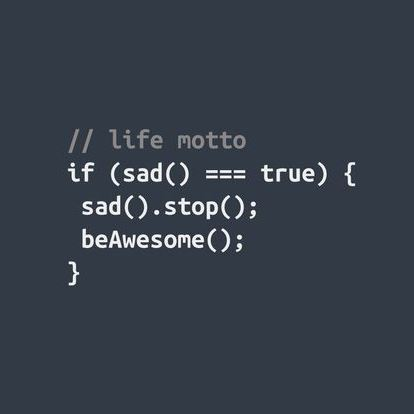 // life motto
if (sad() === true) {
sad().stop();
beAwesome();
}